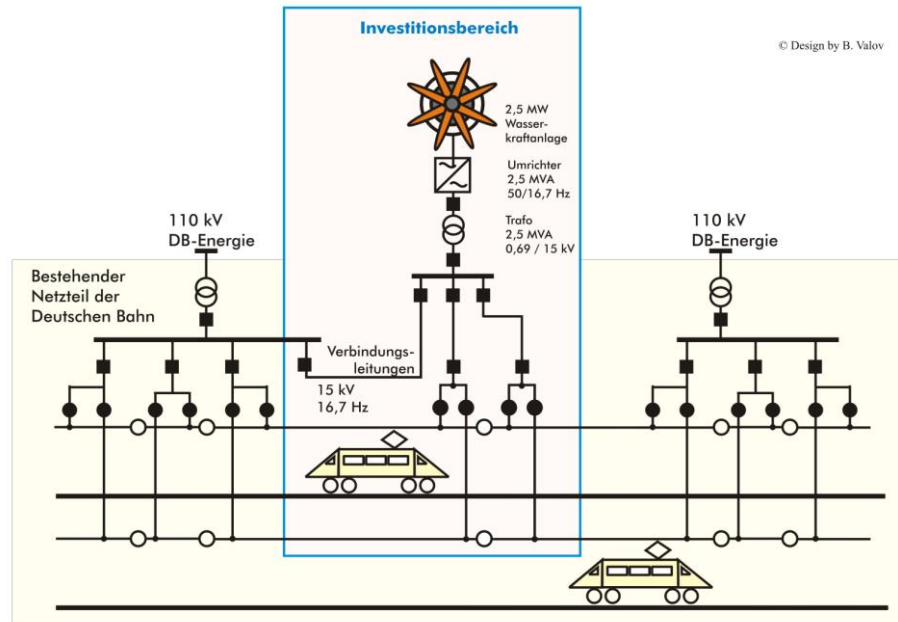 Investitionsbereich
© Design by B. Valov
2,5 MW
Wasser-
kraftanlage
Umrichter
2,5 MVA
50/16,7 Hz
Trafo
2,5 MVA
0,69 / 15 kV
110 kV
DB-Energie
110 kV
DB-Energie
Bestehender
Netzteil der
Deutschen Bahn
Verbindungs-
leitungen
15 kV
16,7 Hz